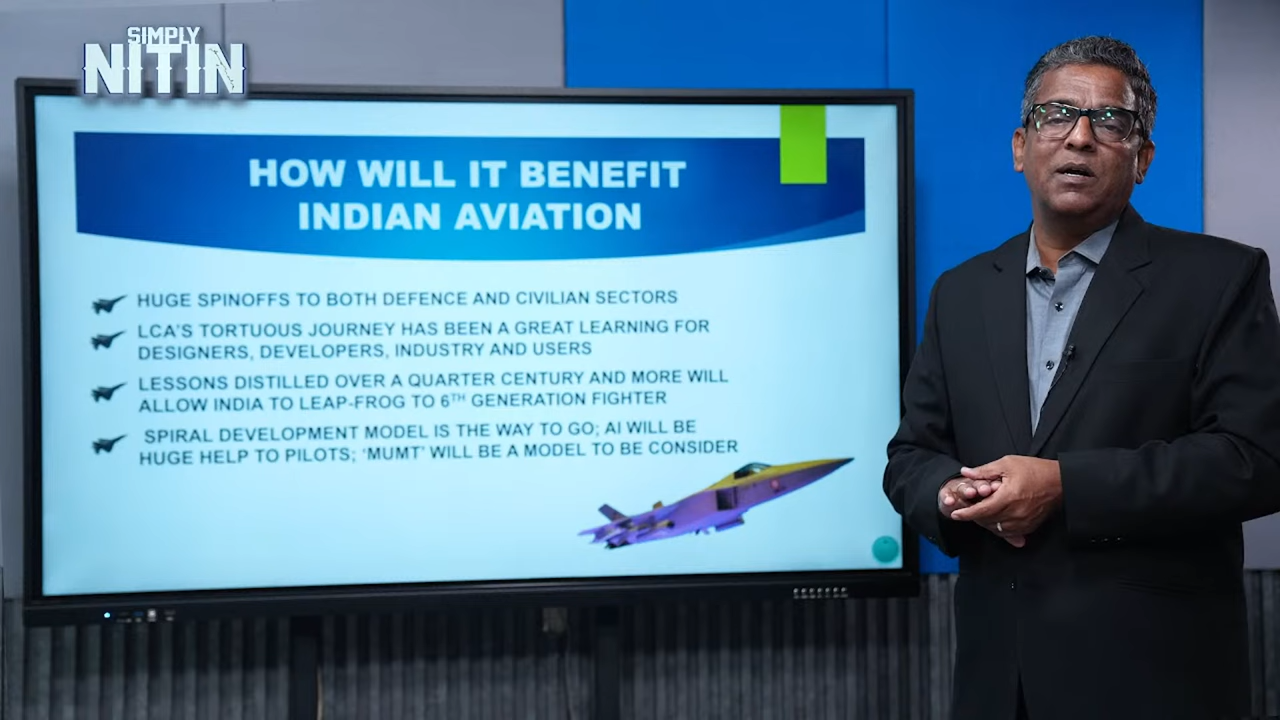 SIMPLY
NITIN
HOW WILL IT BENEFIT
INDIAN AVIATION
HUGE SPINOFFS TO BOTH DEFENCE AND CIVILIAN SECTORS
LCA'S TORTUOUS JOURNEY HAS BEEN A GREAT LEARNING FOR
DESIGNERS, DEVELOPERS, INDUSTRY AND USERS
LESSONS DISTILLED OVER A QUARTER CENTURY AND MORE WILL
ALLOW INDIA TO LEAP-FROG TO 6TH GENERATION FIGHTER
SPIRAL DEVELOPMENT MODEL IS THE WAY TO GO; AI WILL BE
HUGE HELP TO PILOTS; 'MUMT' WILL BE A MODEL TO BE CONSIDER